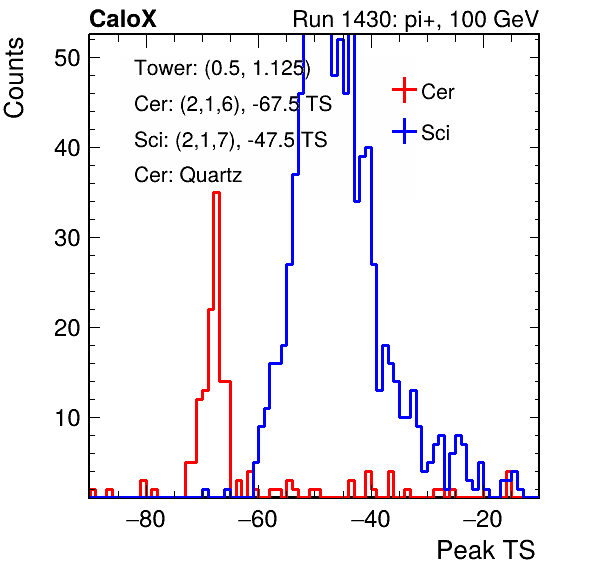 CaloX Run 1430: pi+, 100 GeV
Counts
50
40
30
20
10
Tower: (0.5, 1.125)
Cer: (2,1,6), -67.5 TS
Sci: (2,1,7), -47.5 TS
Cer: Quartz
Cer
Sci
−80 −60 −40 −20
Peak TS